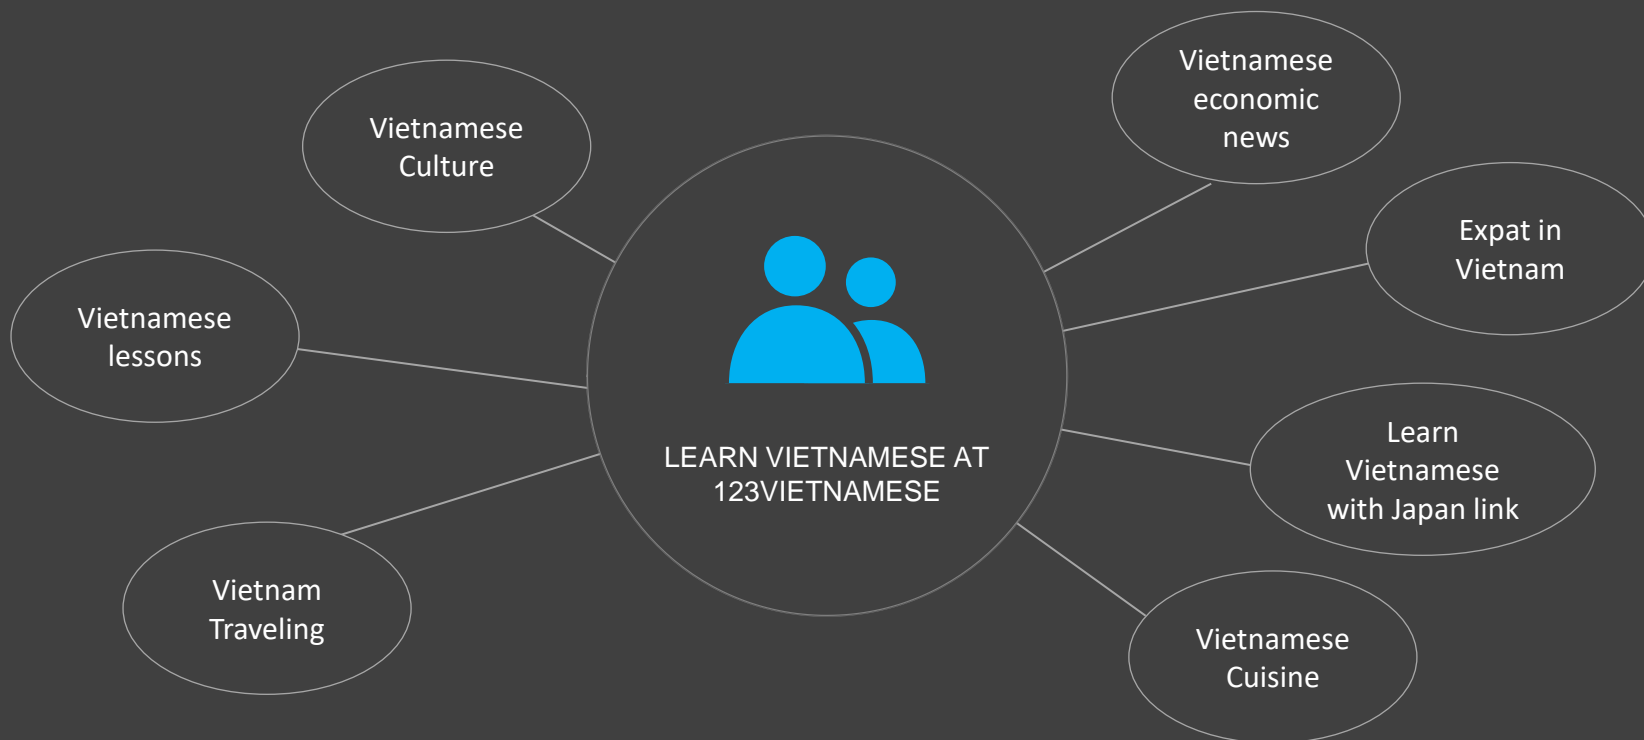 Vietnamese
Culture
Vietnamese
lessons
Vietnam
Traveling
LEARN VIETNAMESE AT
123VIETNAMESE
Vietnamese
economic
news
Expat in
Vietnam
Learn
Vietnamese
with Japan link
Vietnamese
Cuisine